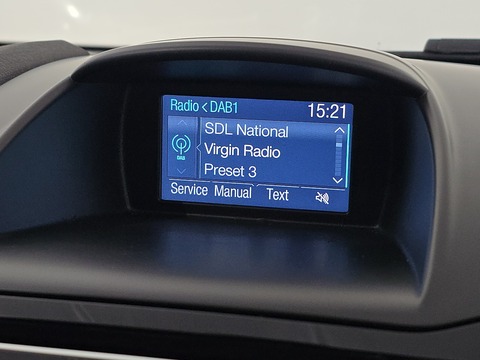 Radio < DAB1 15:21
SDL National
DAB
Virgin Radio
Preset 3
Service Manual Text